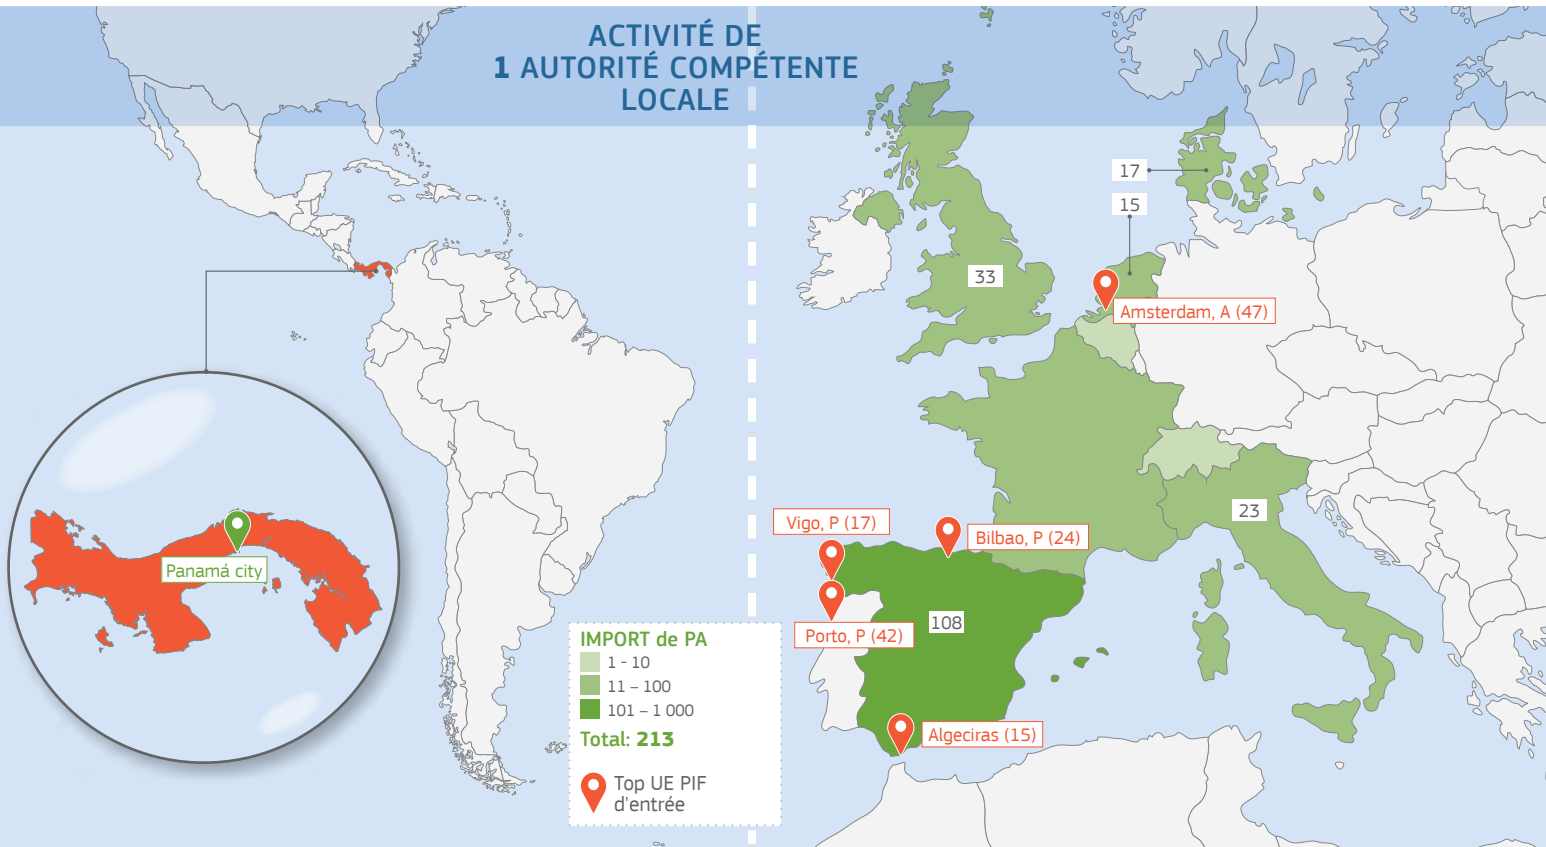 ACTIVITÉ DE
1 AUTORITÉ COMPÉTENTE
LOCALE
17
15
33
Amsterdam, A (47)
23
Vigo, P (17)
Bilbao, P (24)
Panamá city
108
Porto, P (42)
IMPORT de PA
1 - 10
11 – 100
101 – 1 000
Total: 213
Algeciras (15)
Top UE PIF
d'entrée